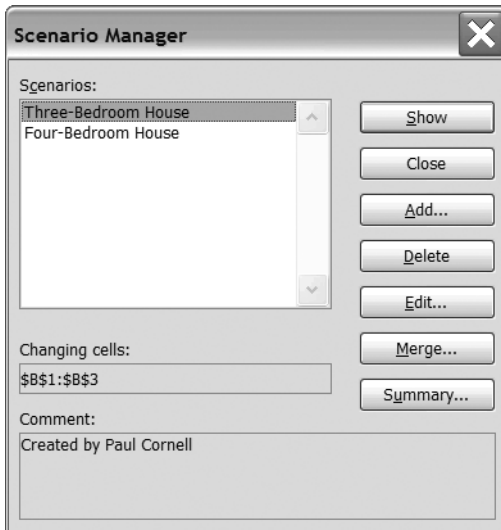 Scenario Manager
Scenarios:
Three-Bedroom House
Four-Bedroom House
Show
Close
Add...
Delete
Edit...
Merge...
Summary...
Changing cells:
$B$1:$B$3
Comment:
Created by Paul Cornell